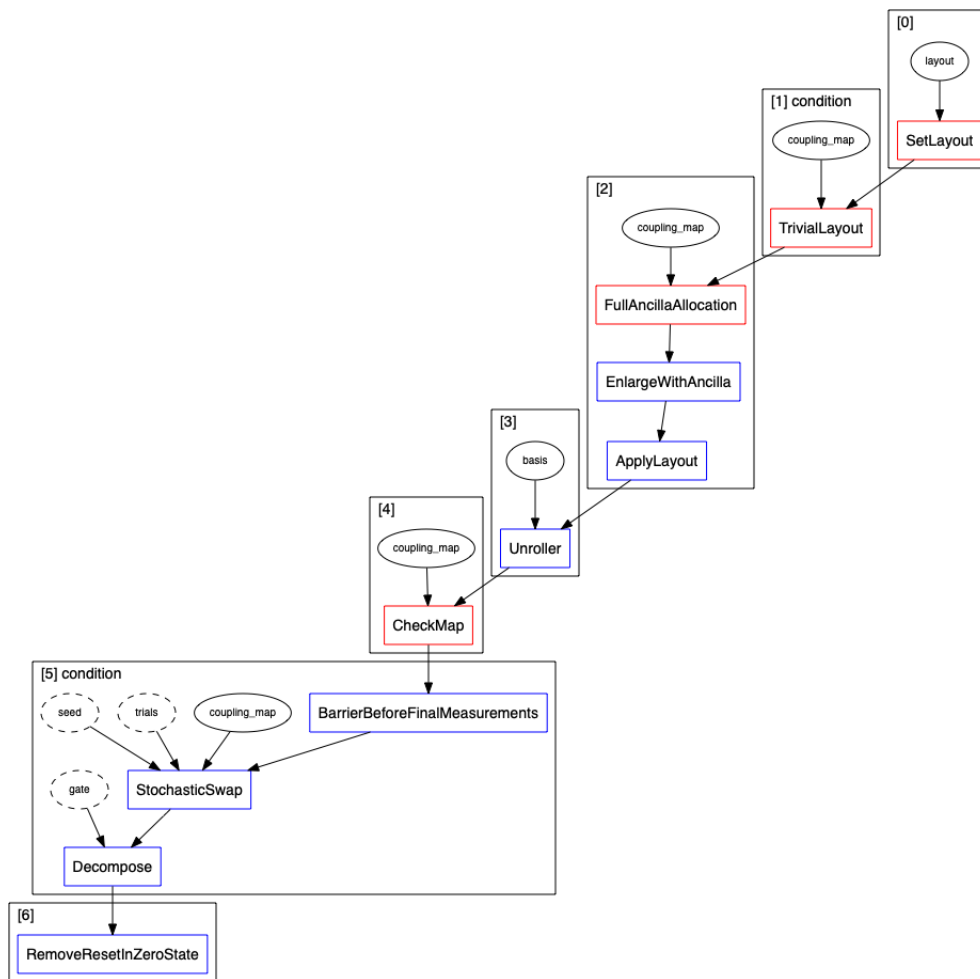 [0]
layout
SetLayout
[1] condition
coupling_map
TrivialLayout
[2]
coupling_map
FullAncillaAllocation
EnlargeWithAncilla
ApplyLayout
[3]
basis
Unroller
[4]
coupling_map
CheckMap
[5] condition
seed
trials
coupling_map
BarrierBeforeFinalMeasurements
StochasticSwap
gate
Decompose
[6]
RemoveResetInZeroState